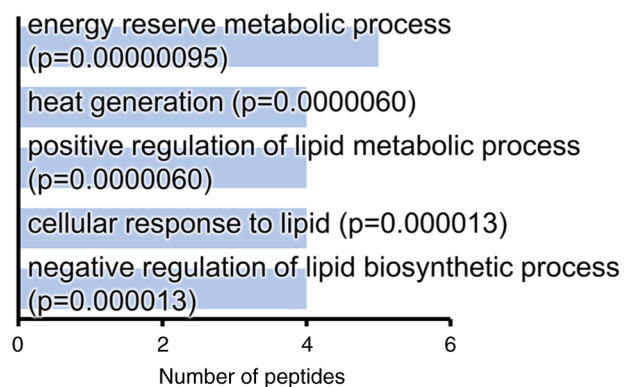 energy reserve metabolic process
(p=0.00000095)
heat generation (p=0.0000060)
positive regulation of lipid metabolic process
(p=0.0000060)
cellular response to lipid (p=0.000013)
negative regulation of lipid biosynthetic process
(p=0.000013)
0 2 4 6
Number of peptides